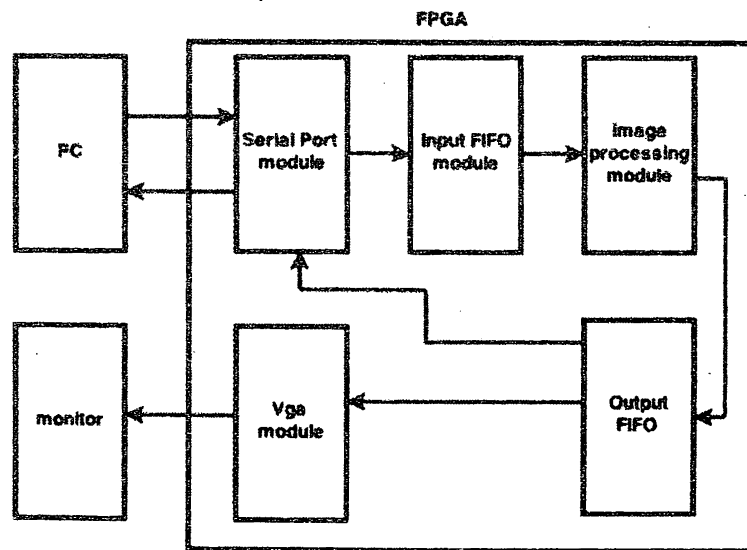 FPGA
PC
Serial Port
module
Input FIFO
module
image
processing
module
monitor
Vga
module
Output
FIFO